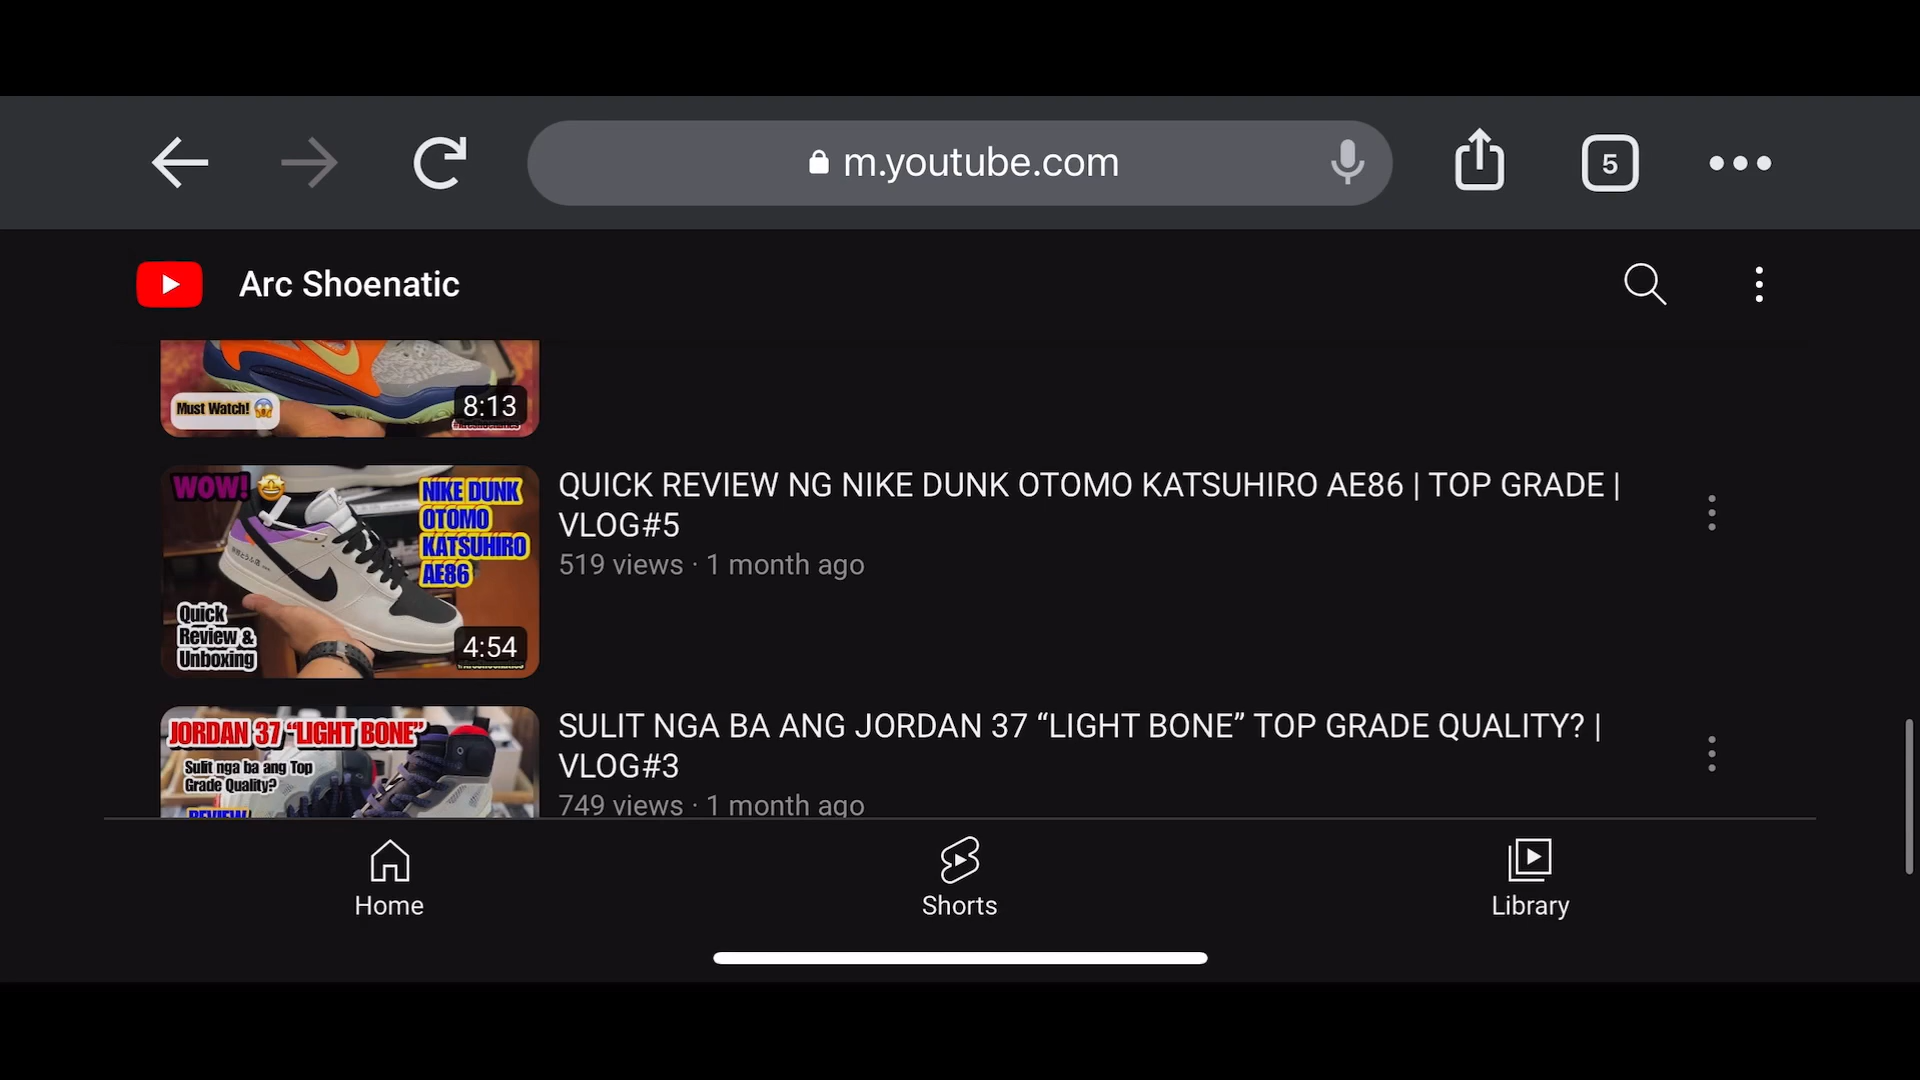 m.youtube.com
5
Arc Shoenatic
Must Watch!
8:13
WOW!
NIKE DUNK
OTOMO
KATSUHIRO
AE86
Quick
Review &
Unboxing
4:54
QUICK REVIEW NG NIKE DUNK OTOMO KATSUHIRO AE86 | TOP GRADE |
VLOG#5
519 views · 1 month ago
JORDAN 37 “LIGHT BONE”
Sulit nga ba ang Top
Grade Quality?
REVIEW
SULIT NGA BA ANG JORDAN 37 “LIGHT BONE” TOP GRADE QUALITY? |
VLOG#3
749 views · 1 month ago
Home
Shorts
Library